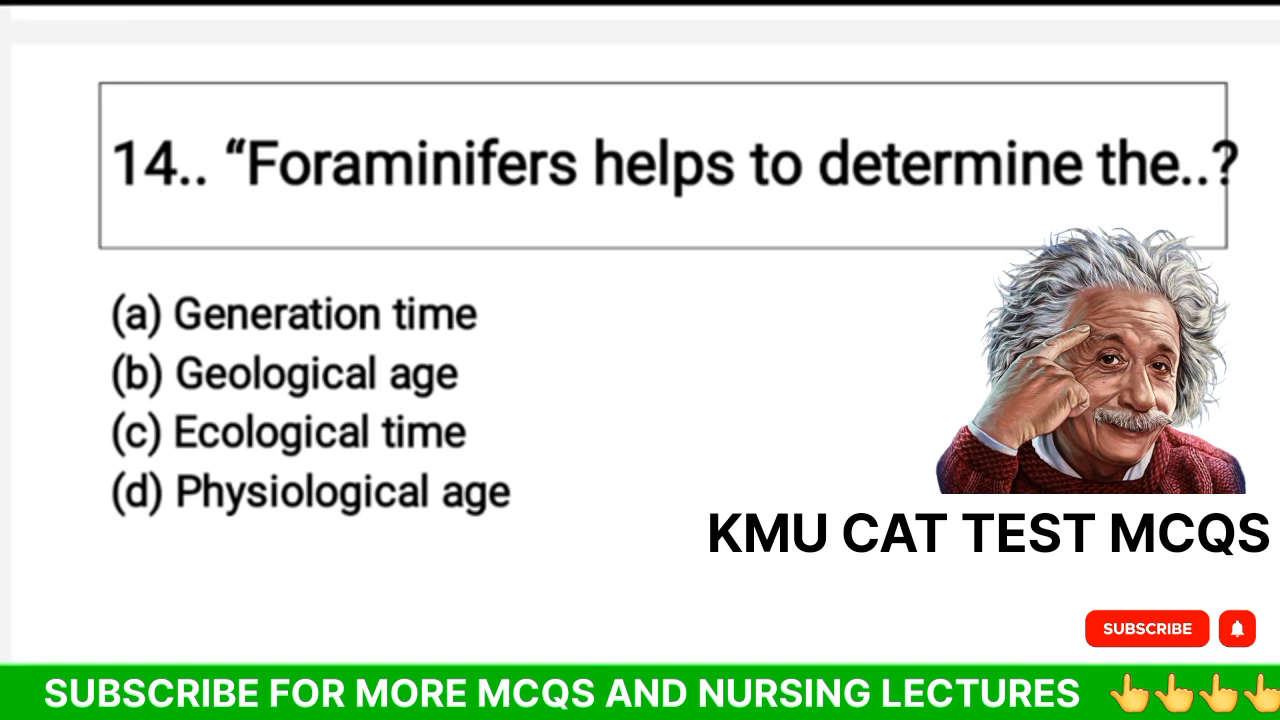 14.. “Foraminifers helps to determine the..?
(a) Generation time
(b) Geological age
(c) Ecological time
(d) Physiological age
KMU CAT TEST MCQS
SUBSCRIBE
SUBSCRIBE FOR MORE MCQS AND NURSING LECTURES 👆👆👆👆